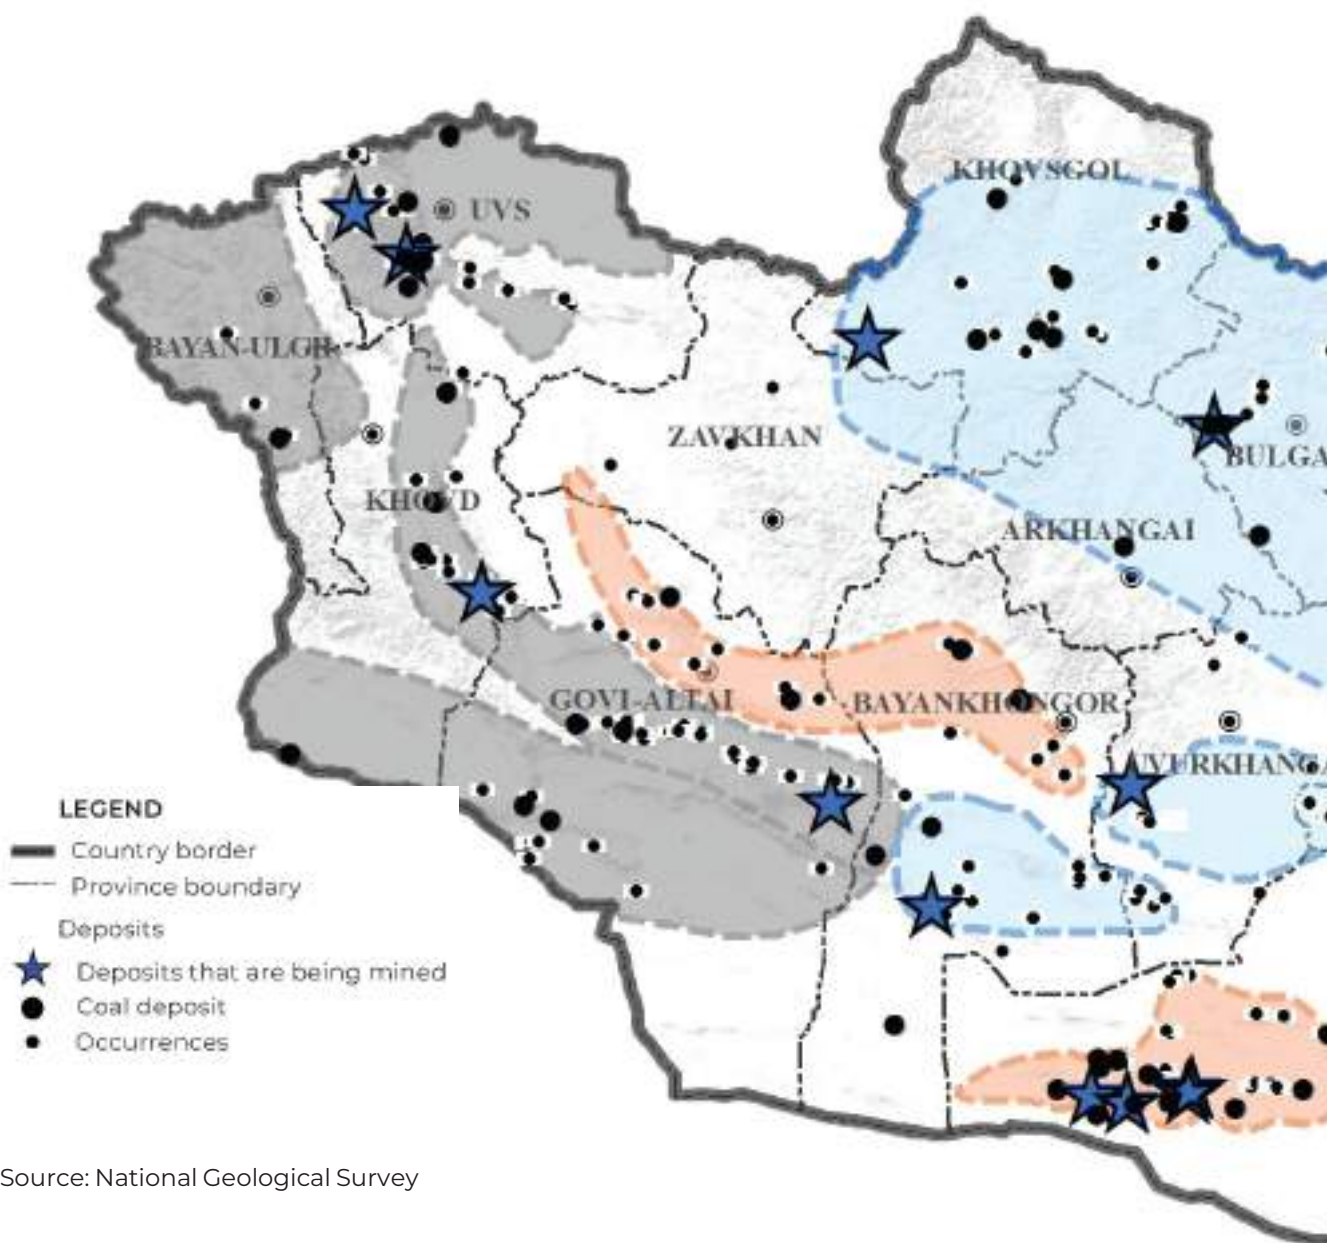 KHOVSGOL
UVS
BAYAN-ULGII
ZAVKHAN
BULGA
KHOVD
ARKHANGAI
GOVI-ALTAI
BAYANKHONGOR
UVURKHANGA
LEGEND
Country border
Province boundary
Deposits
Deposits that are being mined
Coal deposit
Occurrences
Source: National Geological Survey